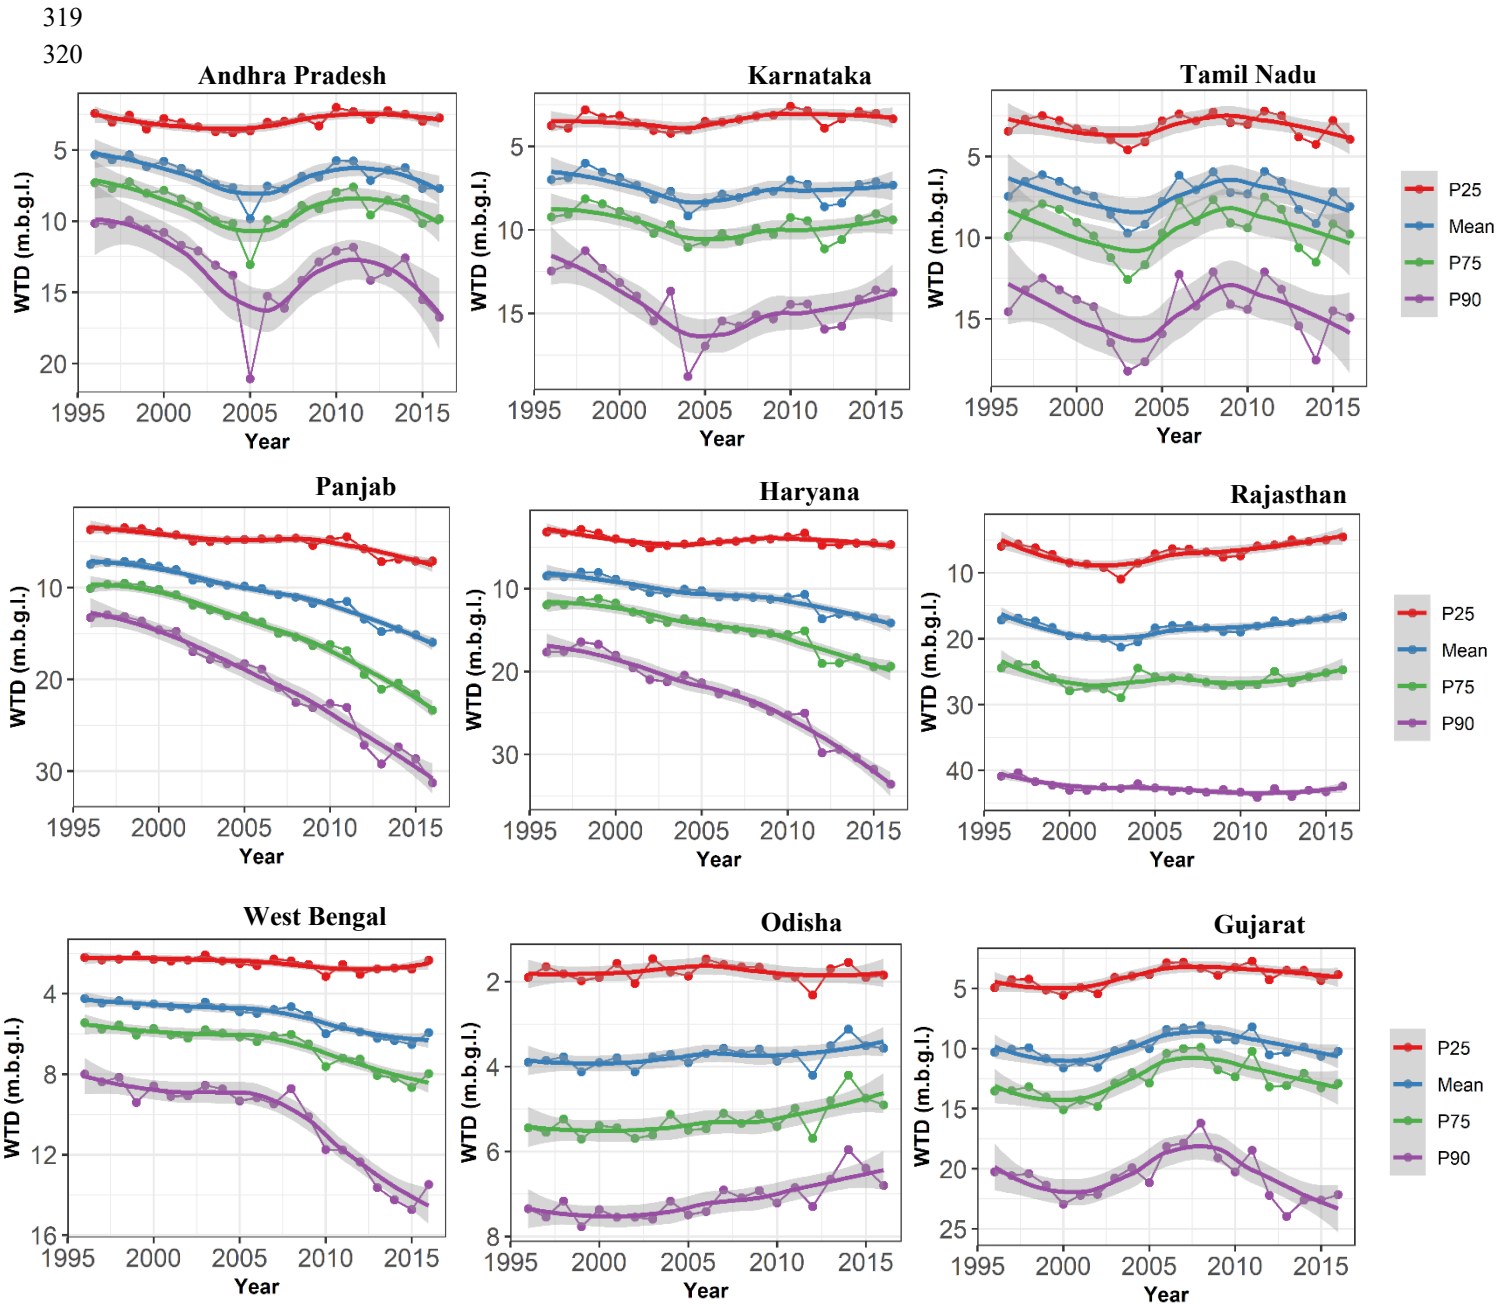 319
320
Andhra Pradesh
WTD (m.b.g.l.)
5
10
15
20
1995 2000 2005 2010 2015
Year
Karnataka
WTD (m.b.g.l.)
5
10
15
1995 2000 2005 2010 2015
Year
Tamil Nadu
WTD (m.b.g.l.)
5
10
15
1995 2000 2005 2010 2015
Year
P25
Mean
P75
P90
Panjab
WTD (m.b.g.l.)
10
20
30
1995 2000 2005 2010 2015
Year
Haryana
WTD (m.b.g.l.)
10
20
30
1995 2000 2005 2010 2015
Year
Rajasthan
WTD (m.b.g.l.)
10
20
30
40
1995 2000 2005 2010 2015
Year
P25
Mean
P75
P90
West Bengal
WTD (m.b.g.l.)
4
8
12
16
1995 2000 2005 2010 2015
Year
Odisha
WTD (m.b.g.l.)
2
4
6
8
1995 2000 2005 2010 2015
Year
Gujarat
WTD (m.b.g.l.)
5
10
15
20
25
1995 2000 2005 2010 2015
Year
P25
Mean
P75
P90